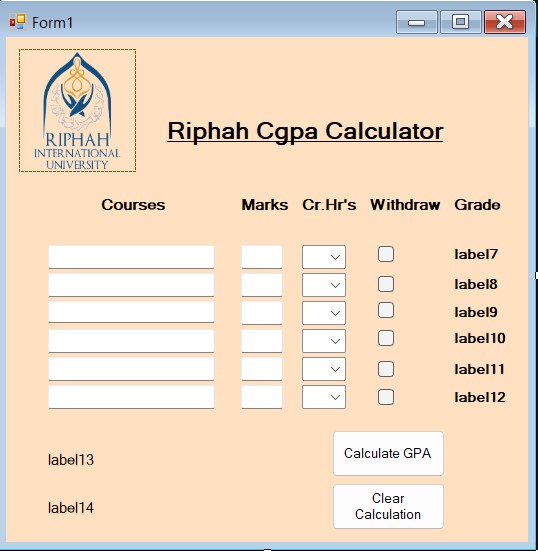 Form1
RIPHAH
INTERNATIONAL
UNIVERSITY
Riphah Cgpa Calculator
Courses Marks Cr.Hr's Withdraw Grade
label7
label8
label9
label10
label11
label12
label13
Calculate GPA
label14
Clear
Calculation